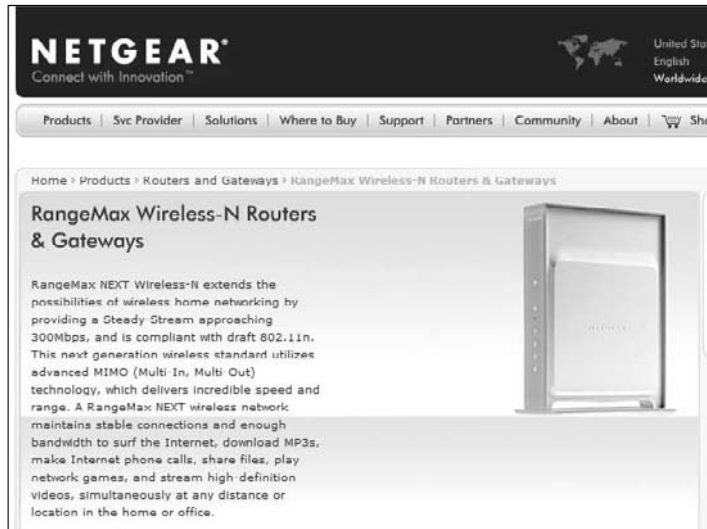 NETGEAR®
Connect with Innovation™
United Sta
English
Worldwide
Products | Svc Provider | Solutions | Where to Buy | Support | Partners | Community | About | Sho
Home > Products > Routers and Gateways > RangeMax Wireless-N Routers & Gateways
RangeMax Wireless-N Routers
& Gateways
RangeMax NEXT Wireless-N extends the
possibilities of wireless home networking by
providing a Steady-Stream approaching
300Mbps, and is compliant with draft 802.11n.
This next generation wireless standard utilizes
advanced MIMO (Multi-In, Multi-Out)
technology, which delivers incredible speed and
range. A RangeMax NEXT wireless network
maintains stable connections and enough
bandwidth to surf the Internet, download MP3s,
make Internet phone calls, share files, play
network games, and stream high-definition
videos, simultaneously at any distance or
location in the home or office.
NETGEAR